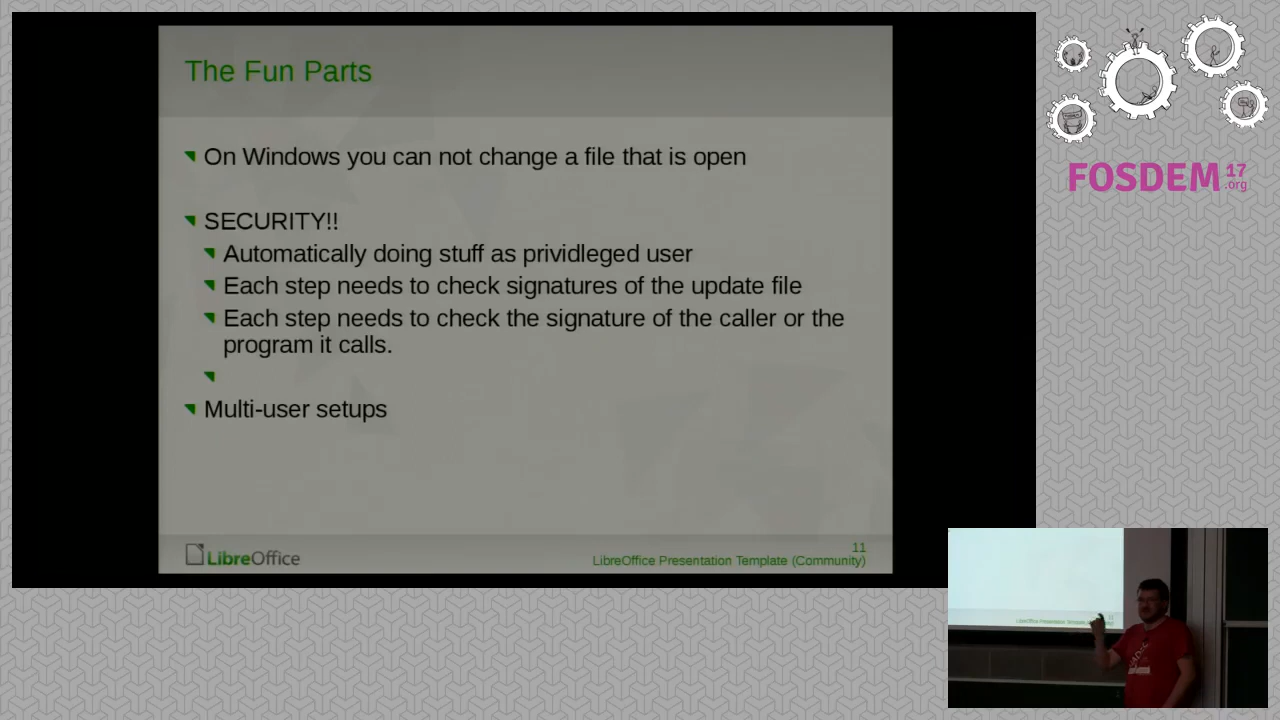 The Fun Parts
On Windows you can not change a file that is open
SECURITY!!
Automatically doing stuff as prividleged user
Each step needs to check signatures of the update file
Each step needs to check the signature of the caller or the
program it calls.
Multi-user setups
LibreOffice
11
LibreOffice Presentation Template (Community)
FOSDEM 17
.org